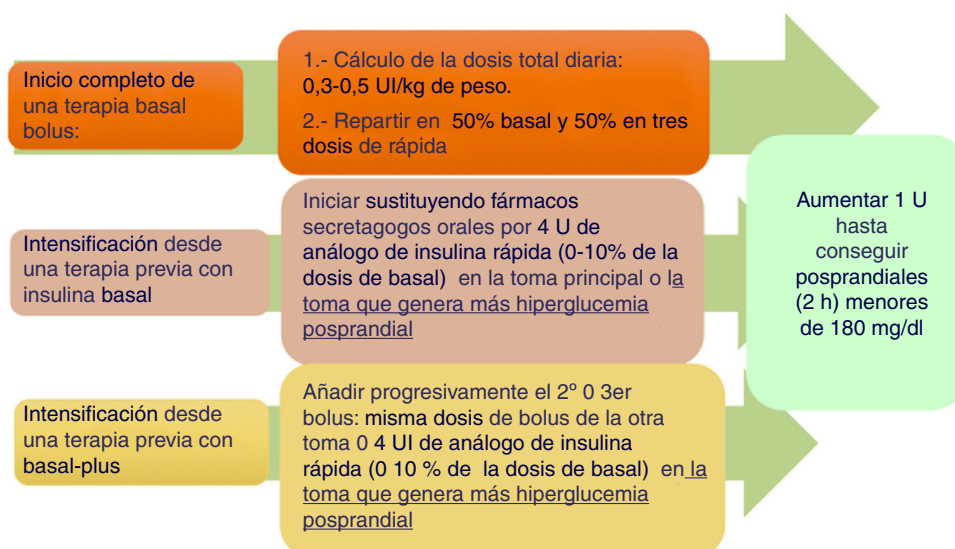 Inicio completo de
una terapia basal
bolus:
1.- Cálculo de la dosis total diaria:
0,3-0,5 UI/kg de peso.
2.- Repartir en 50% basal y 50% en tres
dosis de rápida
Intensificación desde
una terapia previa con
insulina basal
Iniciar sustituyendo fármacos
secretagogos orales por 4 U de
análogo de insulina rápida (0-10% de la
dosis de basal) en la toma principal o la
toma que genera más hiperglucemia
posprandial
Intensificación desde
una terapia previa con
basal-plus
Añadir progresivamente el 2º 0 3er
bolus: misma dosis de bolus de la otra
toma 0 4 UI de análogo de insulina
rápida (0 10 % de la dosis de basal) en la
toma que genera más hiperglucemia
posprandial
Aumentar 1 U
hasta
conseguir
posprandiales
(2 h) menores
de 180 mg/dl